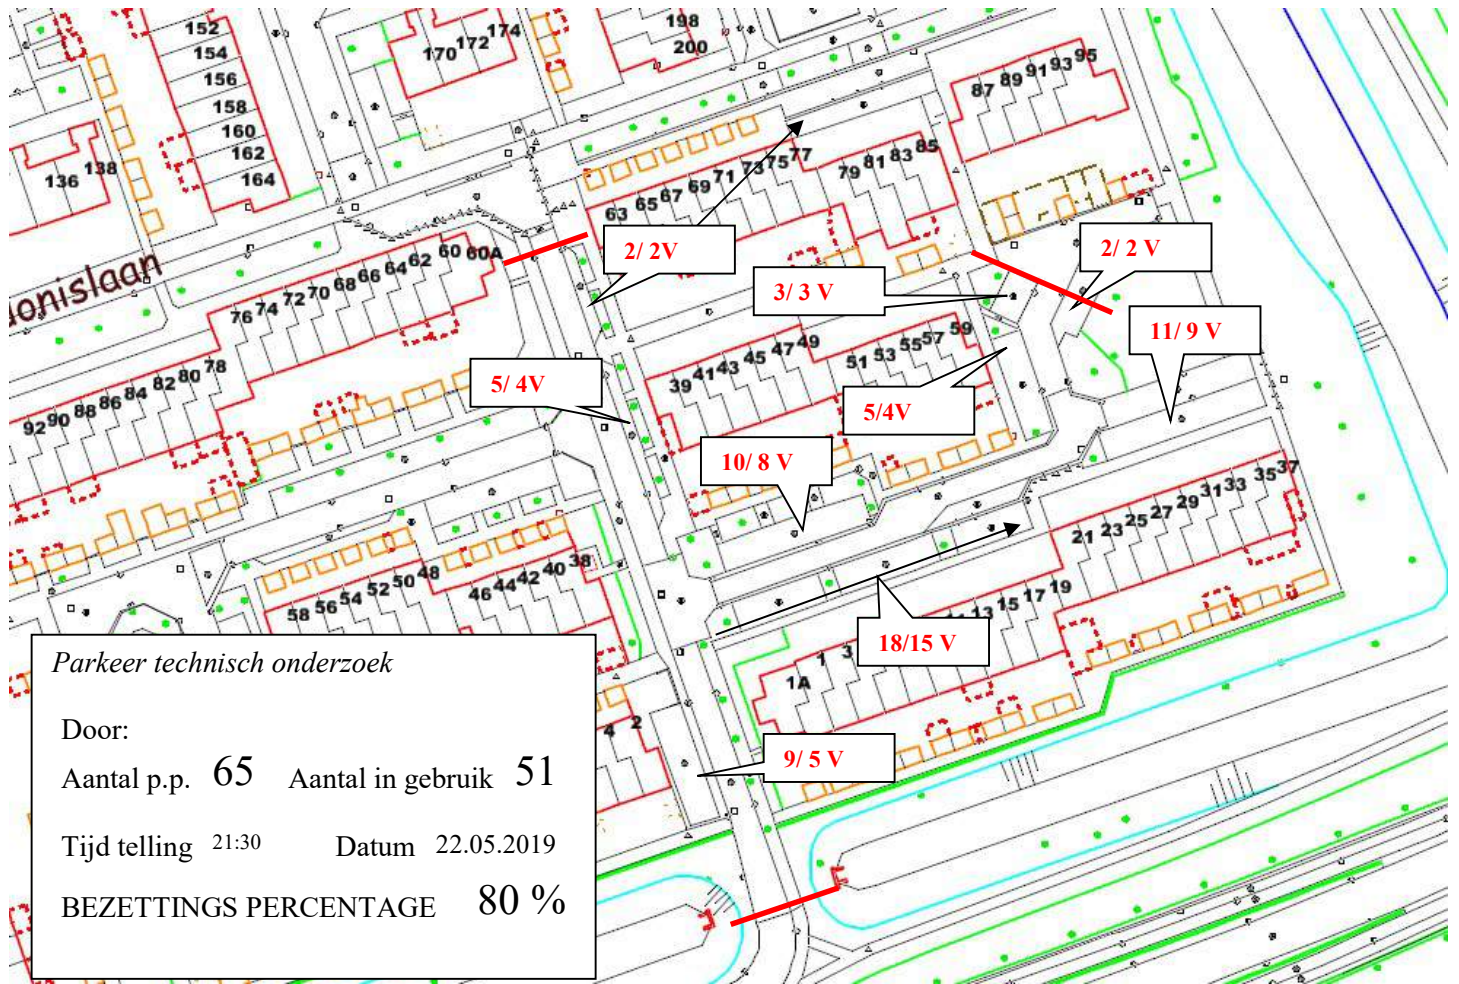 152
154
156
158
160
162
164
136
138
170 172 174
198
200
87 89 91 93 95
79 81 83 85
63 65 67 69 71 73 75 77
2/ 2V
2/ 2 V
3/ 3 V
11/ 9 V
onislaan
76 74 72 70 68 66 64 62 60 60A
92 90 88 86 84 82 80 78
5/ 4V
39 41 43 45 47 49
51 53 55 57 59
5/4V
10/ 8 V
21 23 25 27 29 31 33 35 37
58 56 54 52 50 48
46 44 42 40 38
1A 1 3
13 15 17 19
18/15 V
4 2
9/ 5 V
Parkeer technisch onderzoek
Door:
Aantal p.p. 65 Aantal in gebruik 51
Tijd telling 21:30 Datum 22.05.2019
BEZETTINGS PERCENTAGE 80 %